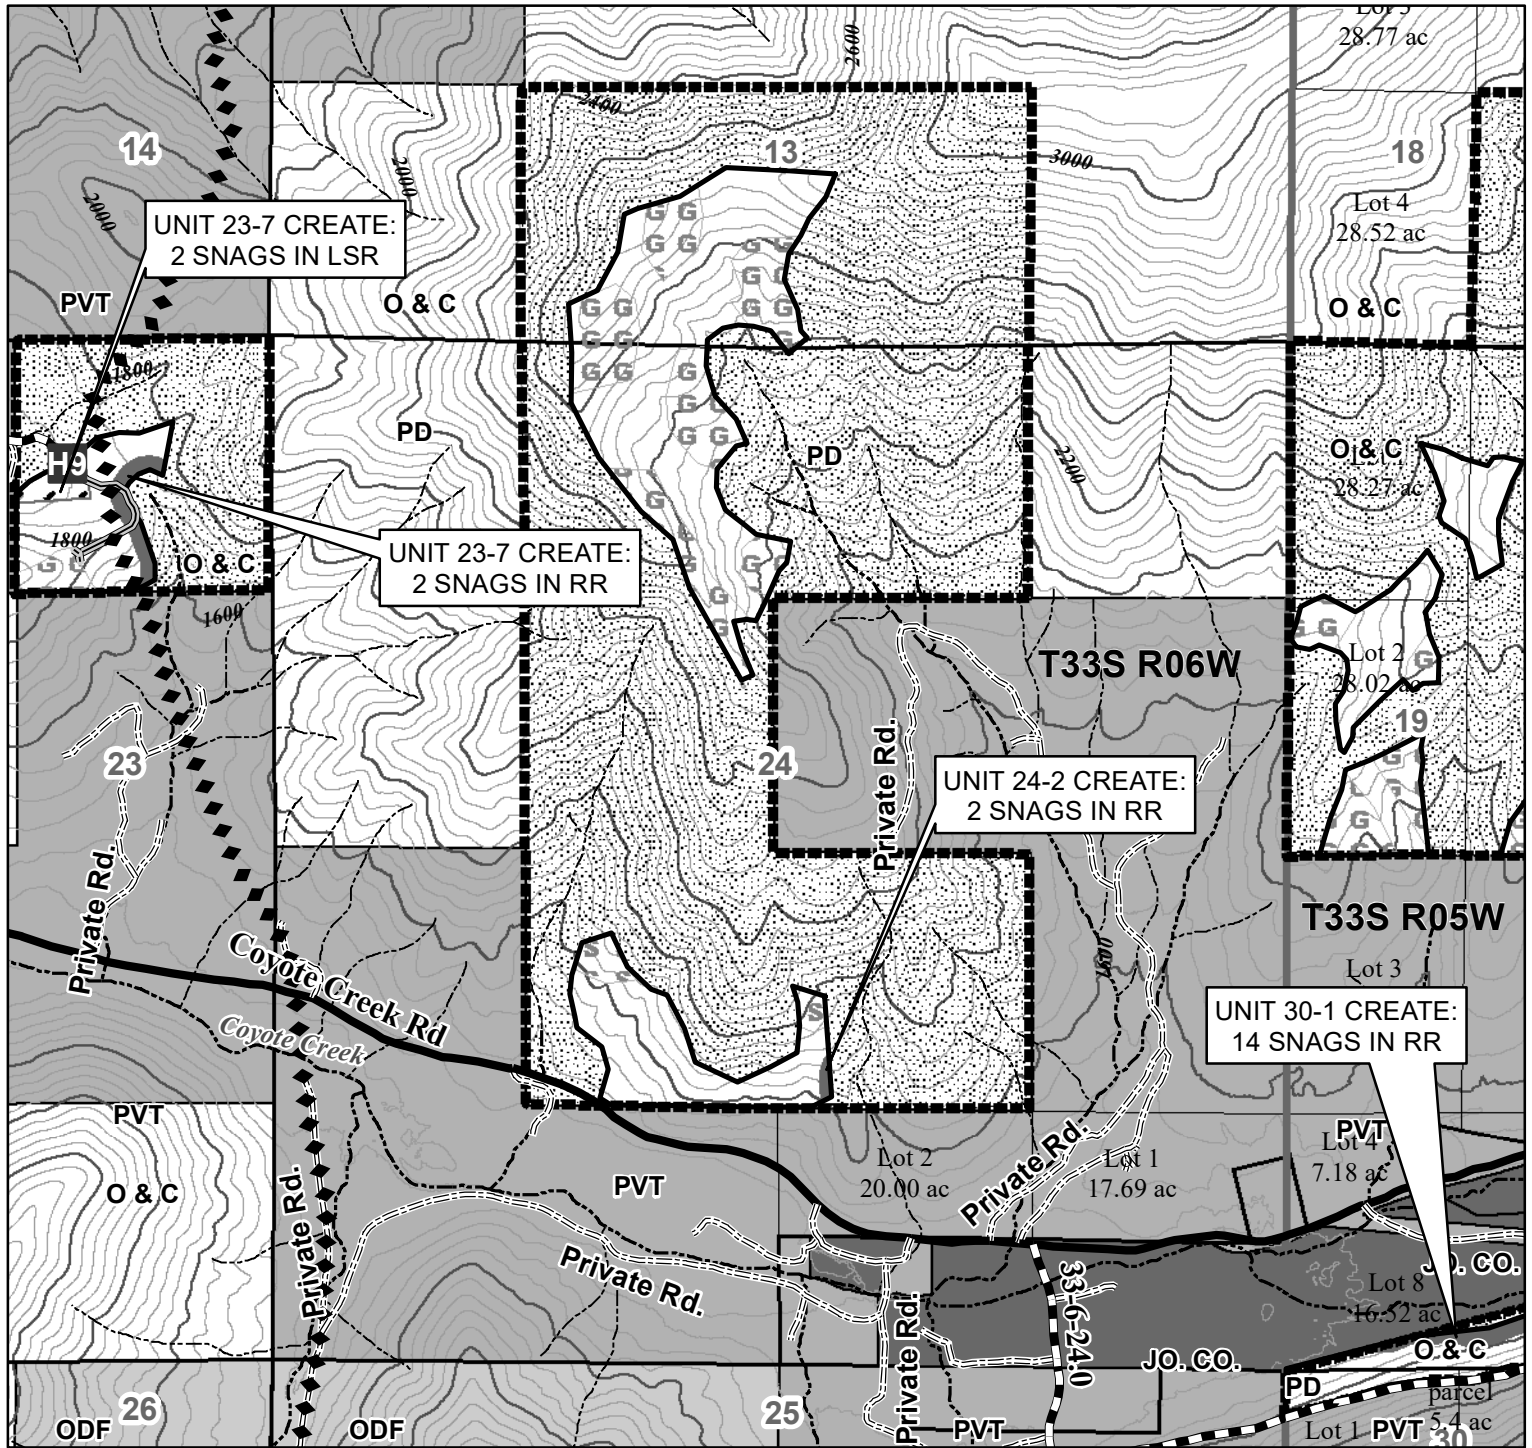 Lot 3
28.77 ac
2600
2400
14
13
18
3000
2000
2000
Lot 4
28.52 ac
UNIT 23-7 CREATE:
2 SNAGS IN LSR
PVT
O & C
O & C
G G
G G G G
G
G G G G
G G
G G G
G
G G
G
G G
G
G
1800
PD
PD
2200
O & C
28.27 ac
H9
1800
G
UNIT 23-7 CREATE:
2 SNAGS IN RR
O & C
1600
G G
Lot 2
28.02 ac
G
T33S R06W
19
23
24
Private Rd.
UNIT 24-2 CREATE:
2 SNAGS IN RR
G
G
Private Rd.
T33S R05W
Coyote Creek Rd
Coyote Creek
S
S
1600
Lot 3
UNIT 30-1 CREATE:
14 SNAGS IN RR
PVT
O & C
Private Rd.
PVT
Lot 2
20.00 ac
Private Rd.
Lot 1
17.69 ac
PVT
Lot 4
7.18 ac
Private Rd.
Private Rd.
33-6-24.0
JO. CO.
Lot 8
16.52 ac
JO. CO.
O & C
PD
parcel
5.4 ac
26
ODF
ODF
25
PVT
Lot 1
PVT
30